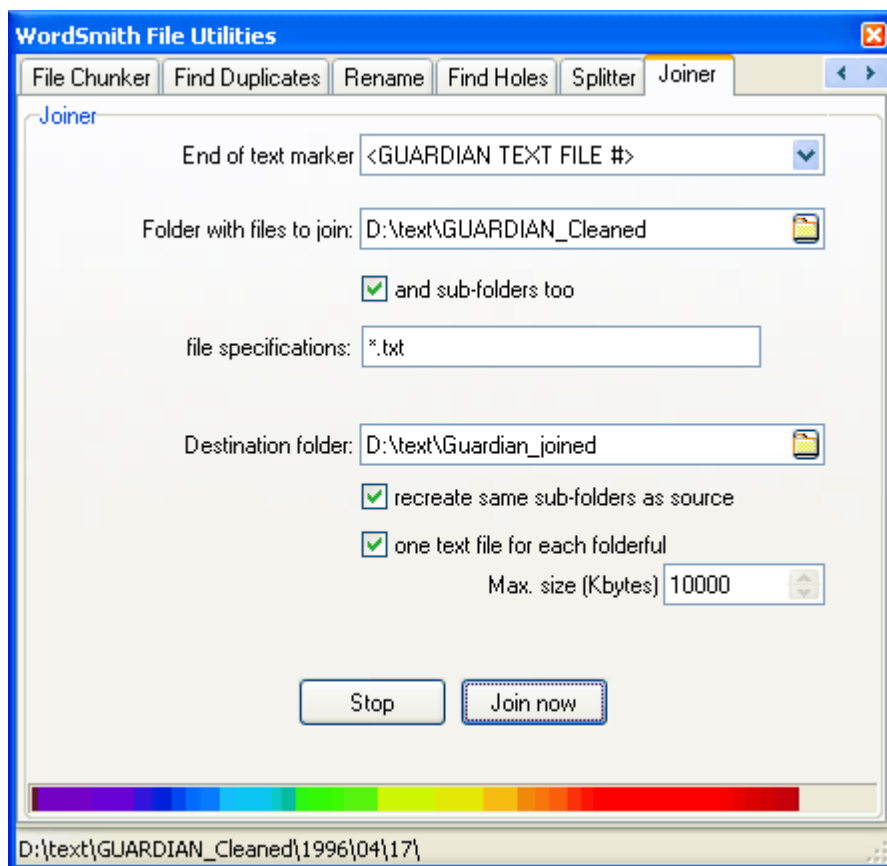 WordSmith File Utilities
File Chunker Find Duplicates Rename Find Holes Splitter Joiner
Joiner
End of text marker <GUARDIAN TEXT FILE #>
Folder with files to join: D:\text\GUARDIAN_Cleaned
and sub-folders too
file specifications: *.txt
Destination folder: D:\text\Guardian_joined
recreate same sub-folders as source
one text file for each folderful
Max. size (Kbytes) 10000
Stop Join now
D:\text\GUARDIAN_Cleaned\1996\04\17\